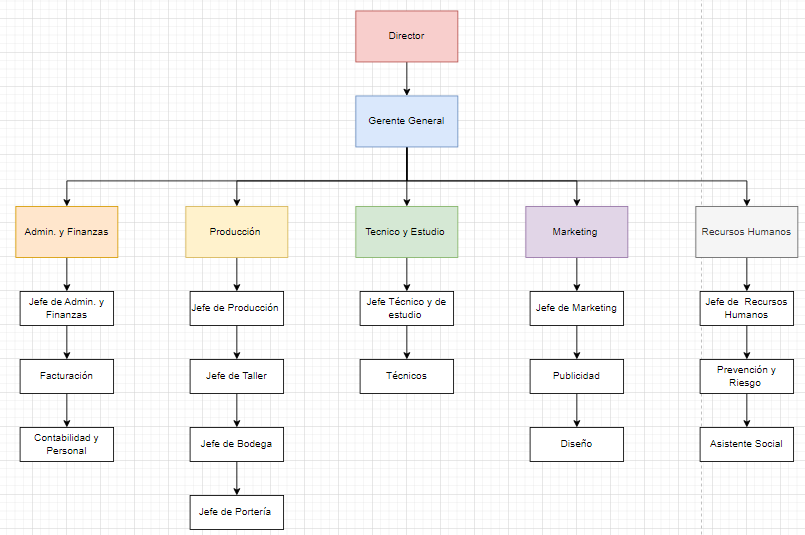 Director
Gerente General
Admin. y Finanzas
Producción
Tecnico y Estudio
Marketing
Recursos Humanos
Jefe de Admin. y
Finanzas
Jefe de Producción
Jefe Técnico y de
estudio
Jefe de Marketing
Jefe de  Recursos
Humanos
Facturación
Jefe de Taller
Técnicos
Publicidad
Prevención y
Riesgo
Contabilidad y
Personal
Jefe de Bodega
Diseño
Asistente Social
Jefe de Portería